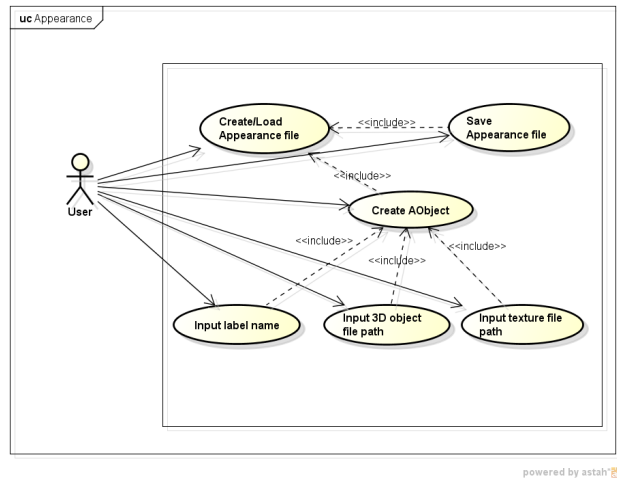 uc Appearance
Create/Load
Appearance file
<<include>>
Save
Appearance file
<<include>>
User
Create AObject
<<include>>
<<include>>
<<include>>
Input label name
Input 3D object
file path
Input texture file
path
powered by astah*